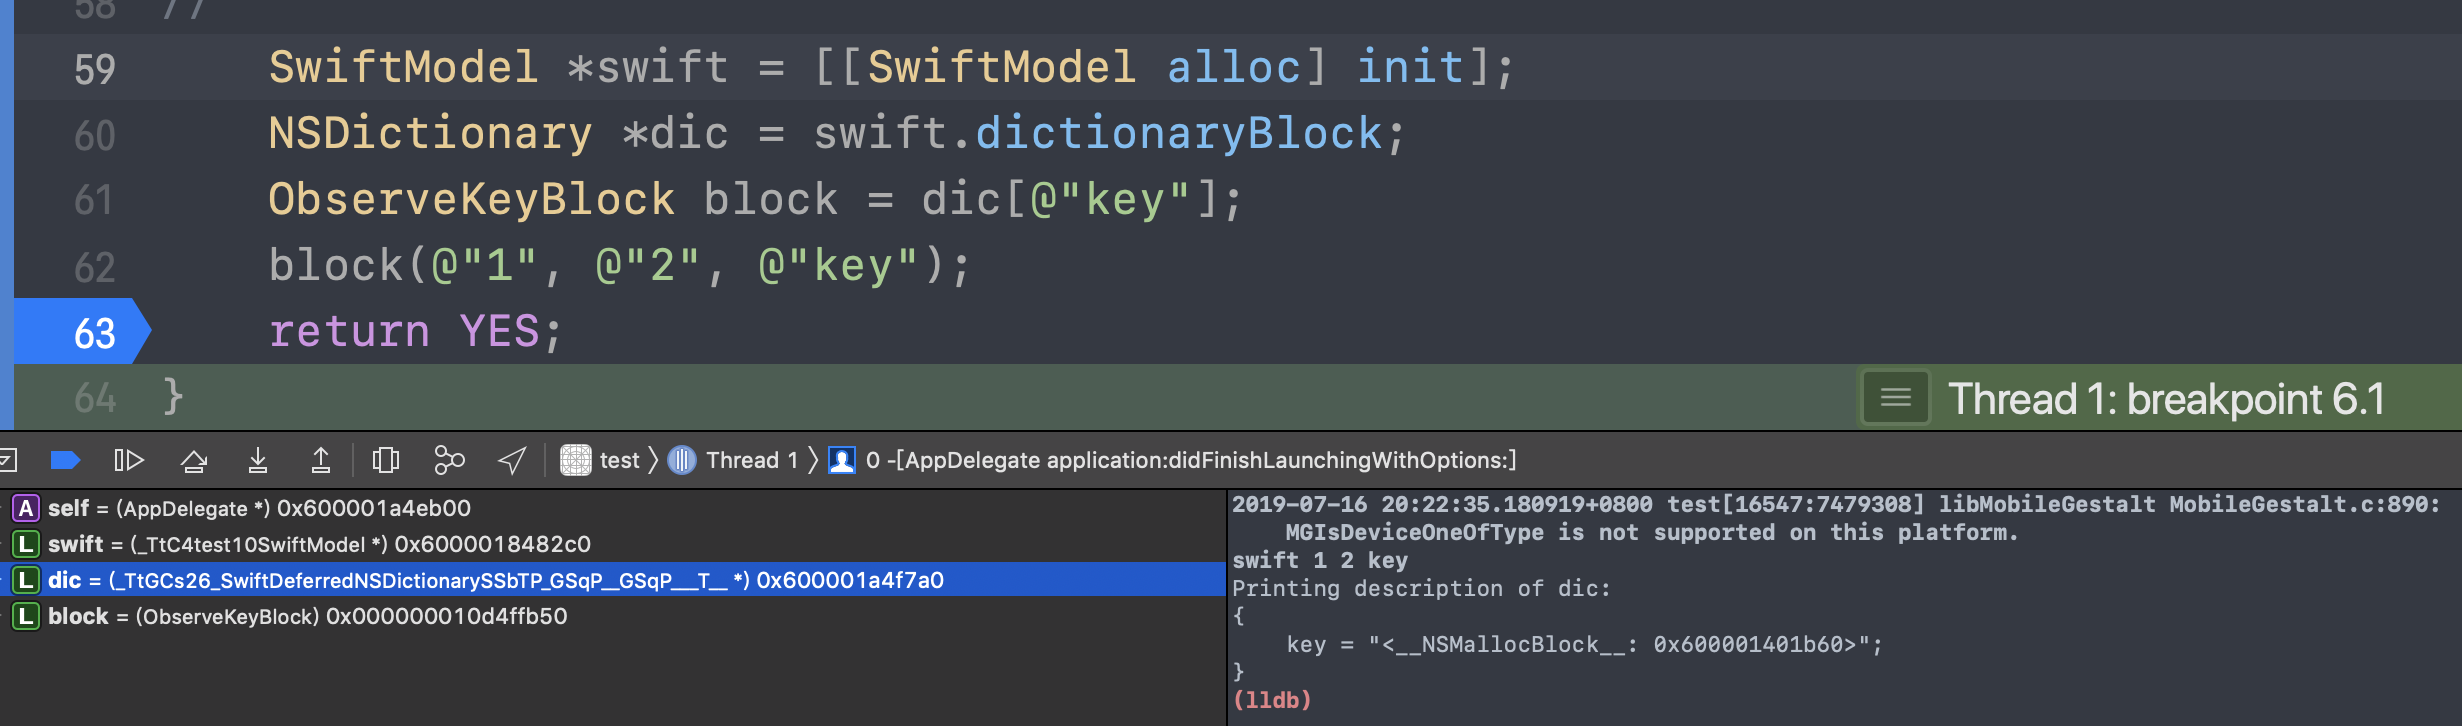 58 //
59 SwiftModel *swift = [[SwiftModel alloc] init];
60 NSDictionary *dic = swift.dictionaryBlock;
61 ObserveKeyBlock block = dic[@"key"];
62 block(@"1", @"2", @"key");
63 return YES;
64 } Thread 1: breakpoint 6.1
test Thread 1 0 -[AppDelegate application:didFinishLaunchingWithOptions:]
A self = (AppDelegate *) 0x600001a4eb00
L swift = (_TtC4test10SwiftModel *) 0x6000018482c0
L dic = (_TtGCs26_SwiftDeferredNSDictionarySSbTP_GSqP__GSqP___T__ *) 0x600001a4f7a0
L block = (ObserveKeyBlock) 0x000000010d4ffb50
2019-07-16 20:22:35.180919+0800 test[16547:7479308] libMobileGestalt MobileGestalt.c:890:
MGIsDeviceOneOfType is not supported on this platform.
swift 1 2 key
Printing description of dic:
{
key = "<__NSMallocBlock__: 0x600001401b60>";
}
(lldb)